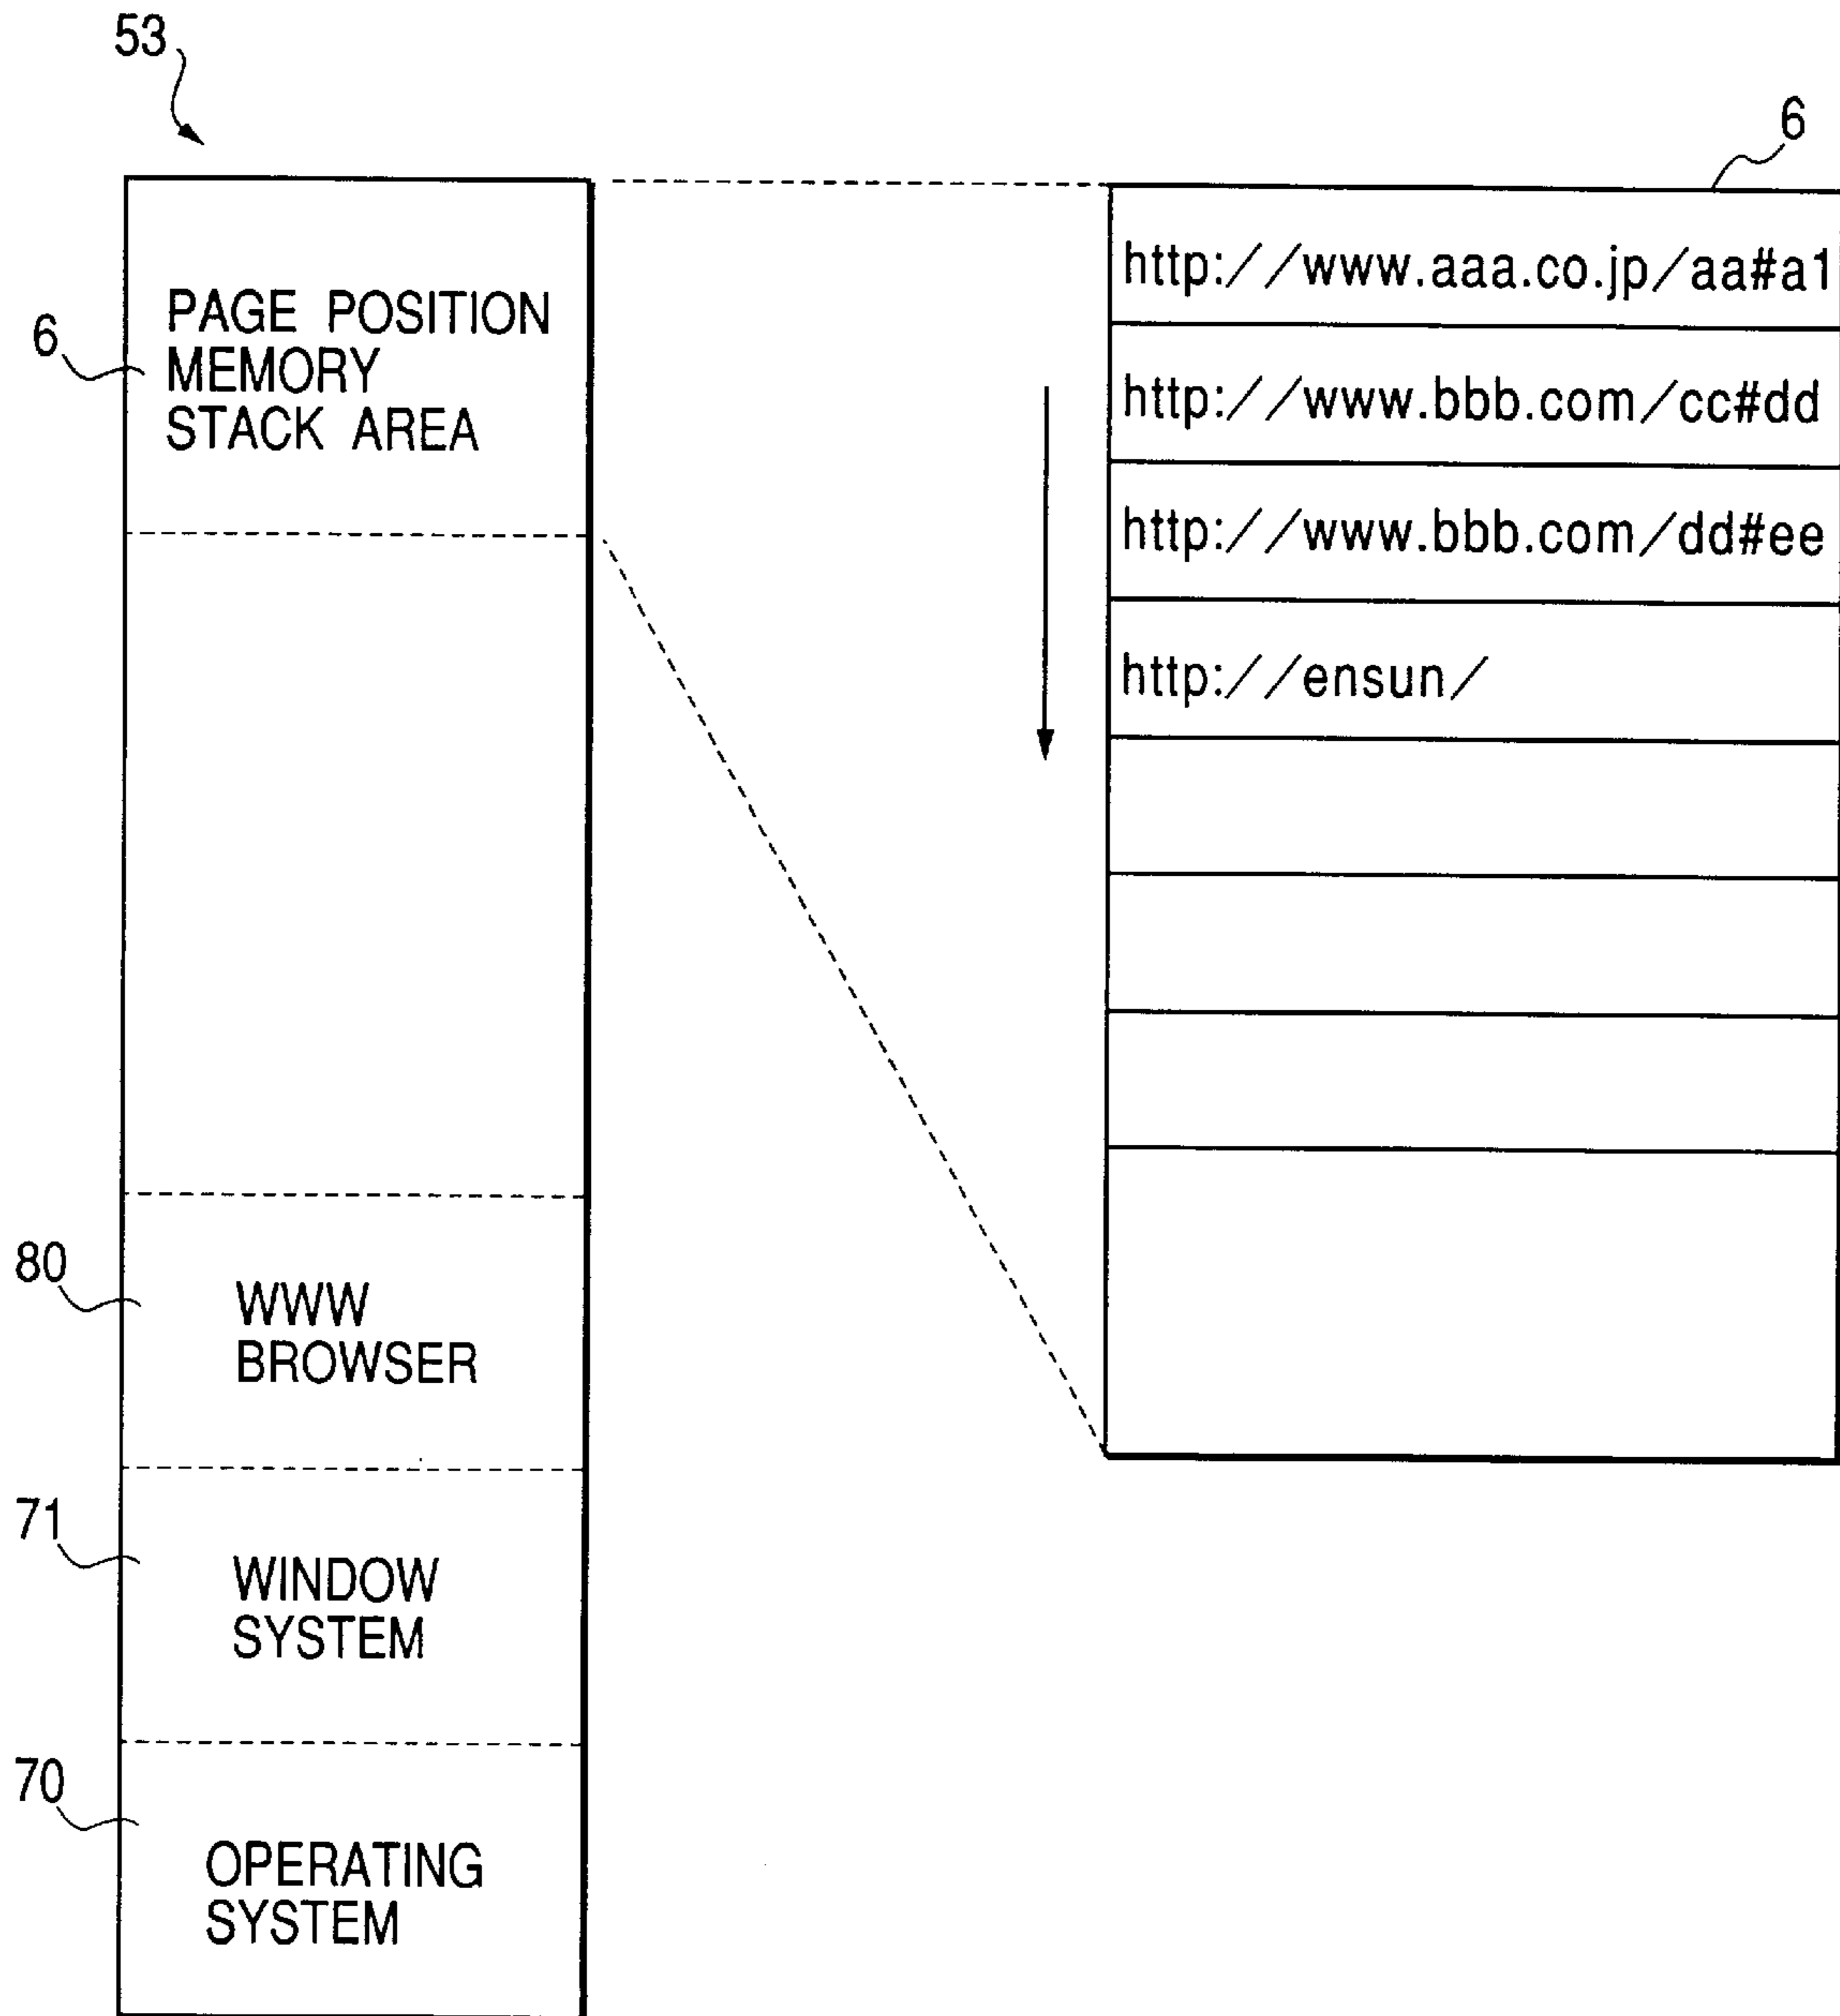 53
6
PAGE POSITION
MEMORY
STACK AREA
6
http://www.aaa.co.jp/aa#a1
http://www.bbb.com/cc#dd
http://www.bbb.com/dd#ee
http://ensun/
80
WWW
BROWSER
71
WINDOW
SYSTEM
70
OPERATING
SYSTEM